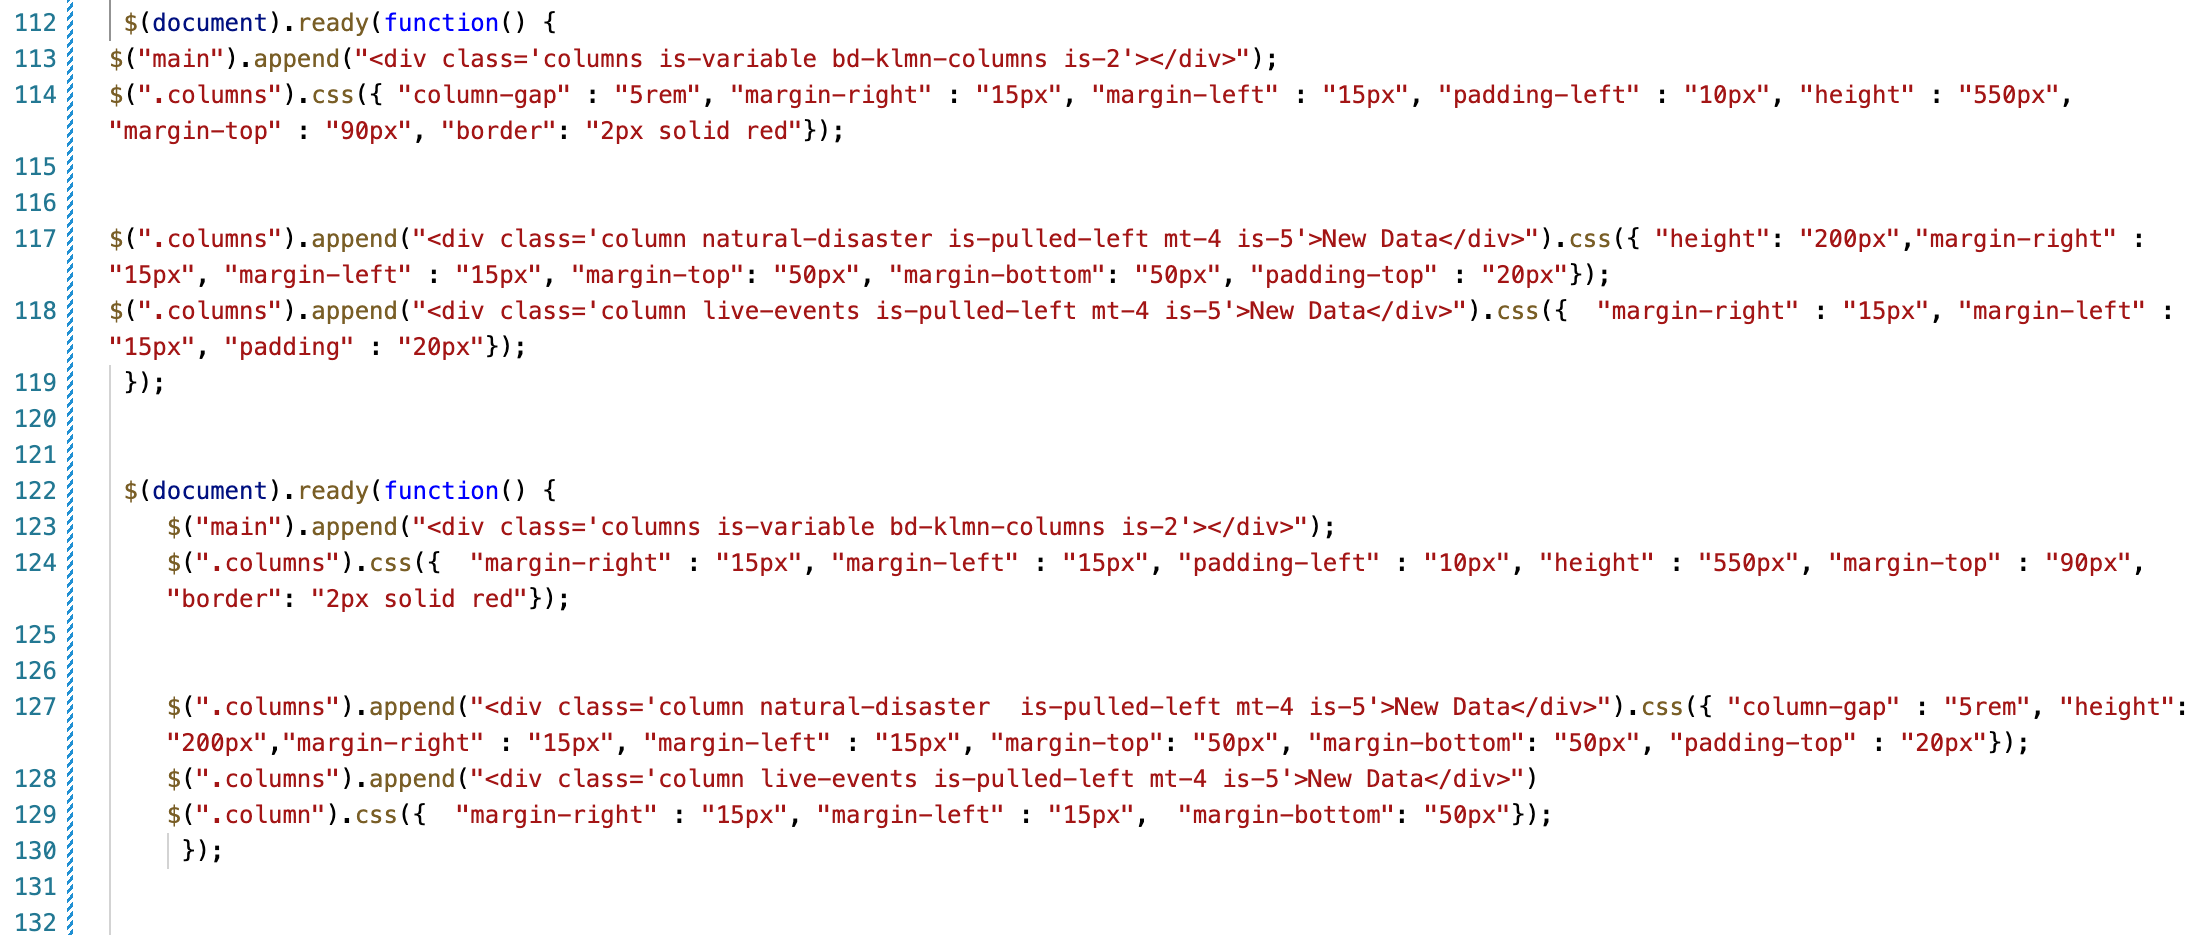 112 $(document).ready(function() {
113 $("main").append("<div class='columns is-variable bd-klmn-columns is-2'></div>");
114 $(".columns").css({ "column-gap" : "5rem", "margin-right" : "15px", "margin-left" : "15px", "padding-left" : "10px", "height" : "550px",
"margin-top" : "90px", "border": "2px solid red"});
115
116
117 $(".columns").append("<div class='column natural-disaster is-pulled-left mt-4 is-5'>New Data</div>").css({ "height": "200px","margin-right" :
"15px", "margin-left" : "15px", "margin-top": "50px", "margin-bottom": "50px", "padding-top" : "20px"});
118 $(".columns").append("<div class='column live-events is-pulled-left mt-4 is-5'>New Data</div>").css({  "margin-right" : "15px", "margin-left" :
"15px", "padding" : "20px"});
119 });
120
121
122 $(document).ready(function() {
123 $("main").append("<div class='columns is-variable bd-klmn-columns is-2'></div>");
124 $(".columns").css({  "margin-right" : "15px", "margin-left" : "15px", "padding-left" : "10px", "height" : "550px", "margin-top" : "90px",
"border": "2px solid red"});
125
126
127 $(".columns").append("<div class='column natural-disaster  is-pulled-left mt-4 is-5'>New Data</div>").css({ "column-gap" : "5rem", "height":
"200px","margin-right" : "15px", "margin-left" : "15px", "margin-top": "50px", "margin-bottom": "50px", "padding-top" : "20px"});
128 $(".columns").append("<div class='column live-events is-pulled-left mt-4 is-5'>New Data</div>")
129 $(".column").css({  "margin-right" : "15px", "margin-left" : "15px",  "margin-bottom": "50px"});
130 });
131
132